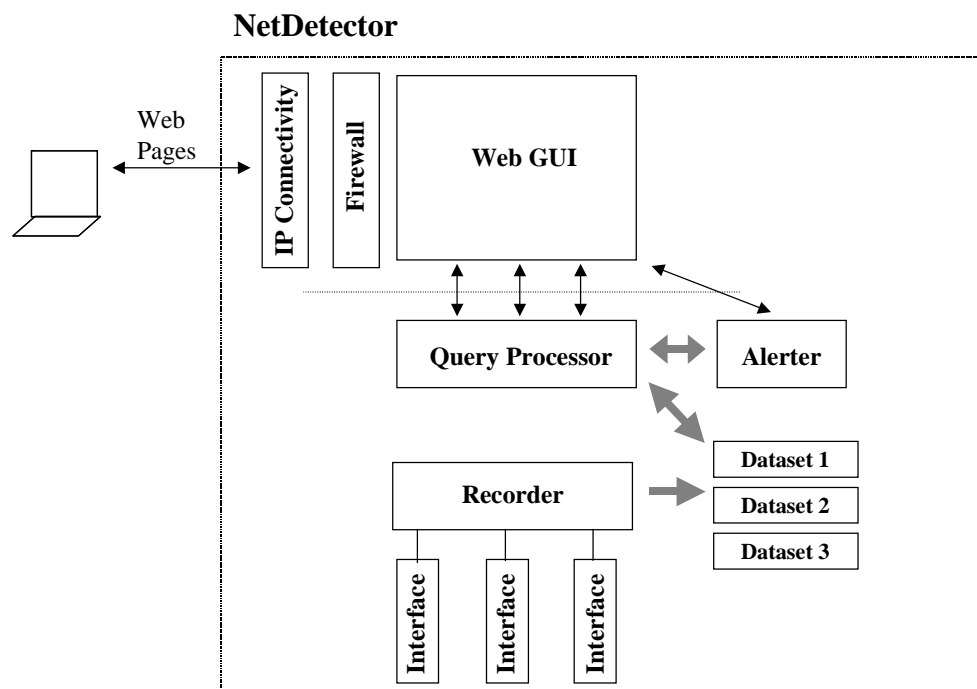 NetDetector
Web
Pages
IP Connectivity
Firewall
Web GUI
Query Processor
Alerter
Dataset 1
Recorder
Dataset 2
Dataset 3
Interface
Interface
Interface